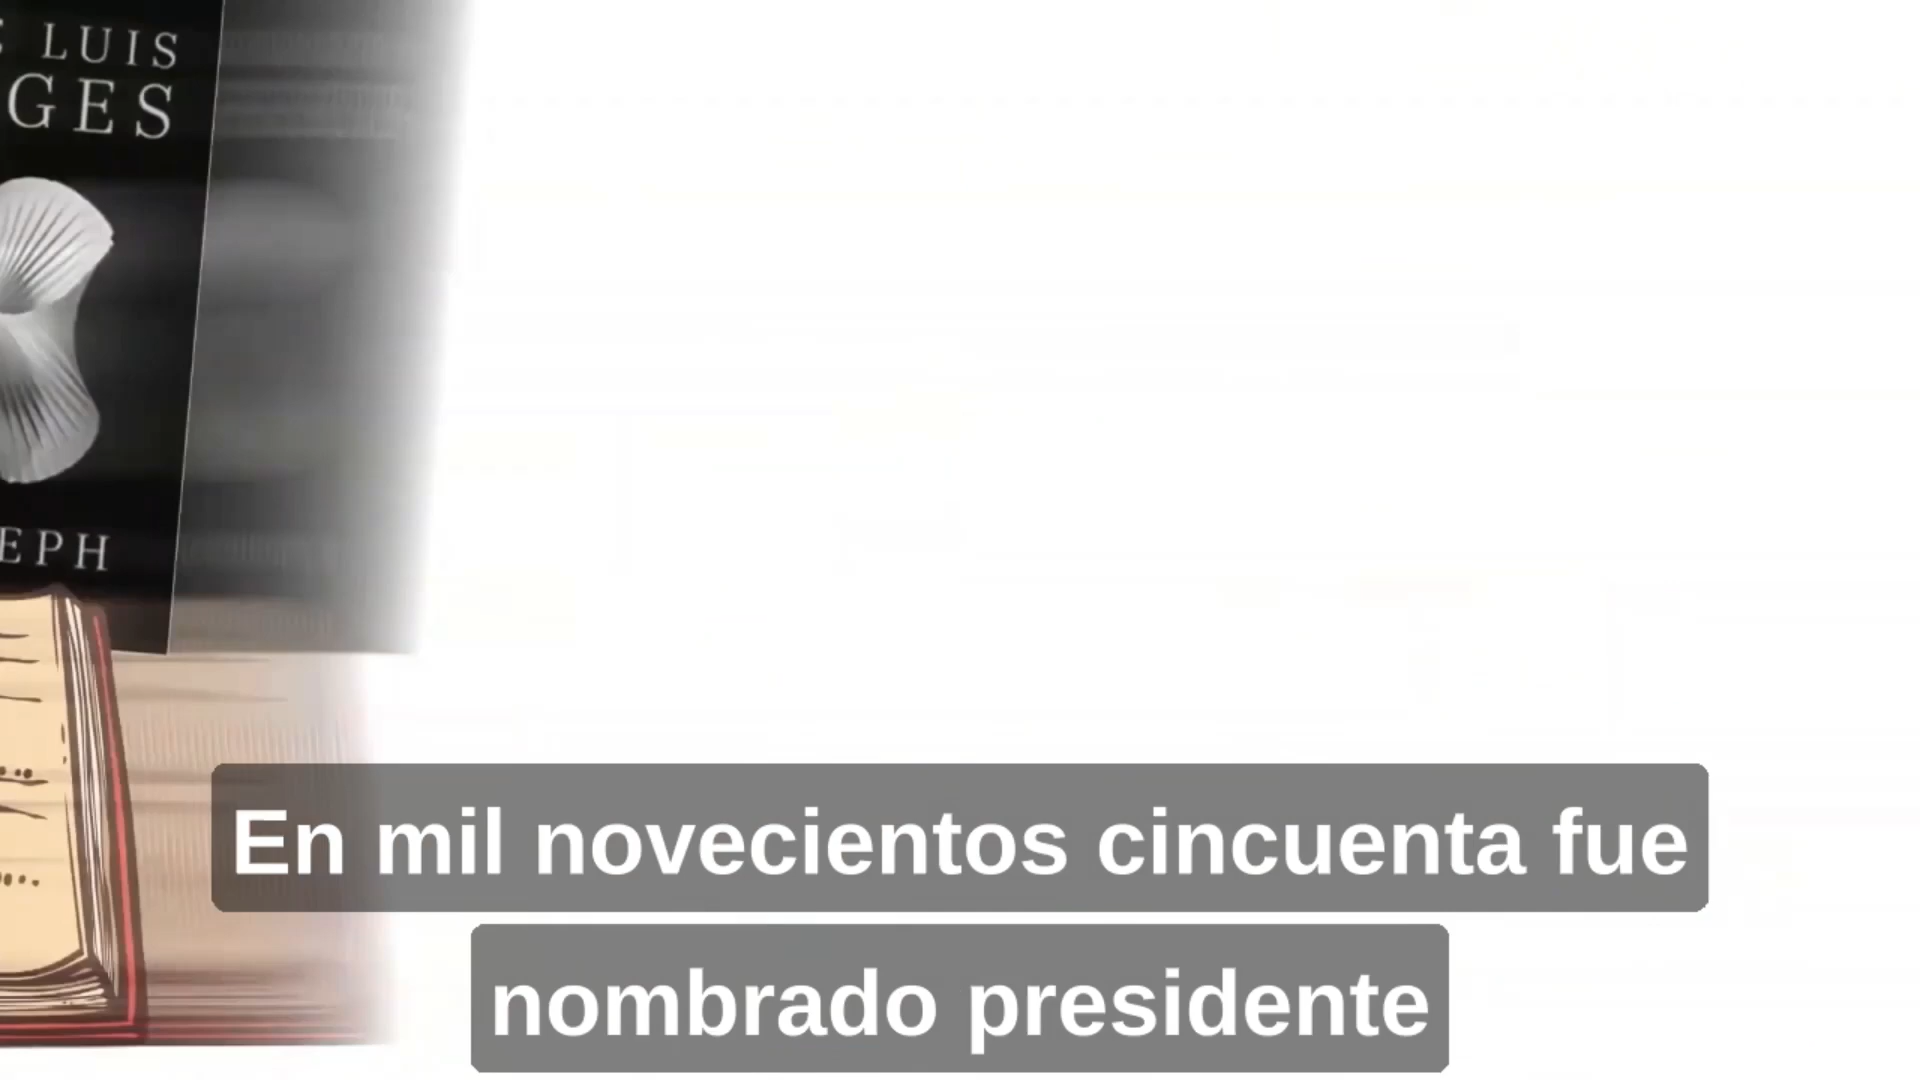 LUIS
GES
EPH
En mil novecientos cincuenta fue
nombrado presidente